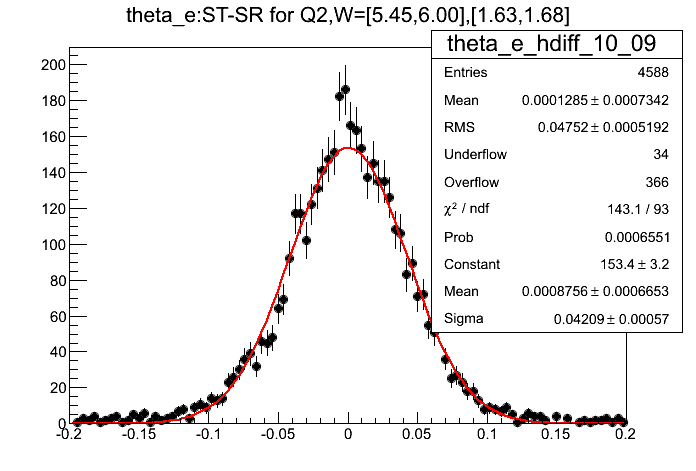 theta_e:ST-SR for Q2,W=[5.45,6.00],[1.63,1.68]
theta_e_hdiff_10_09
Entries 4588
Mean 0.0001285 ± 0.0007342
RMS 0.04752 ± 0.0005192
Underflow 34
Overflow 366
χ² / ndf 143.1 / 93
Prob 0.0006551
Constant 153.4 ± 3.2
Mean 0.0008756 ± 0.0006653
Sigma 0.04209 ± 0.00057
200
180
160
140
120
100
80
60
40
20
0
-0.2 -0.15 -0.1 -0.05 0 0.05 0.1 0.15 0.2